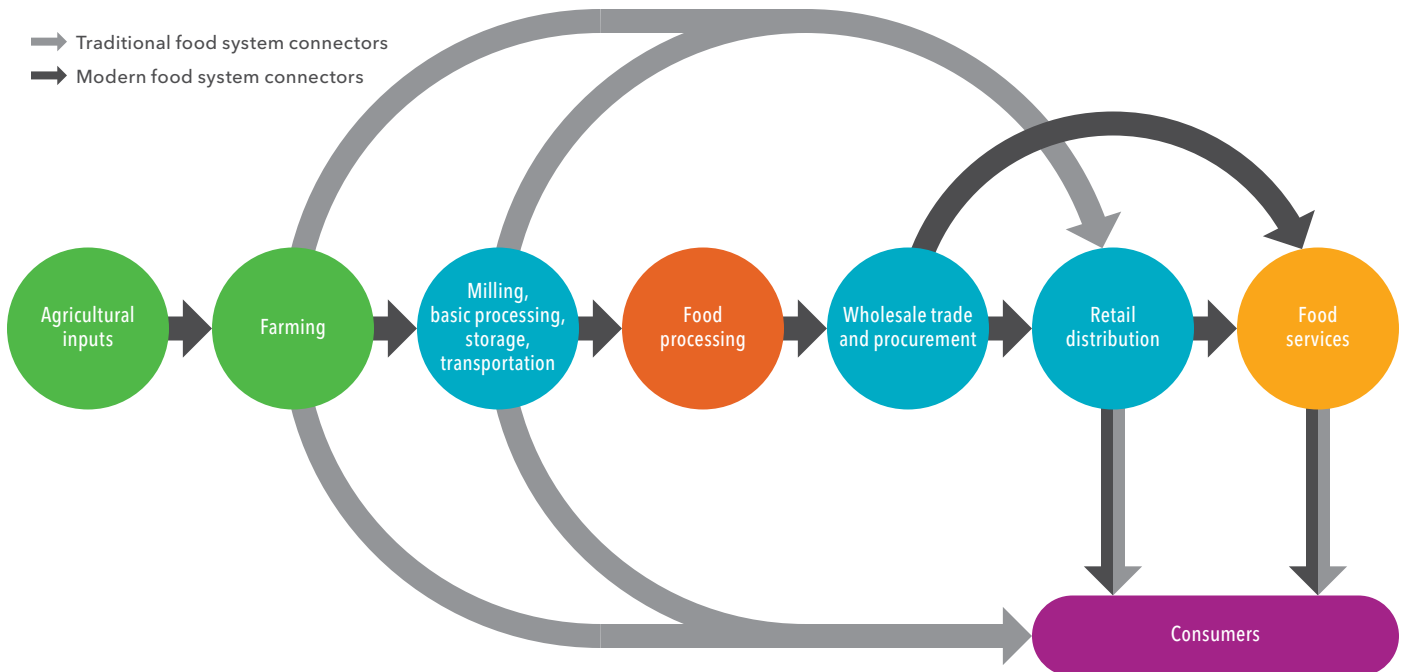 Traditional food system connectors
Modern food system connectors
Agricultural
inputs
Farming
Milling,
basic processing,
storage,
transportation
Food
processing
Wholesale trade
and procurement
Retail
distribution
Food
services
Consumers